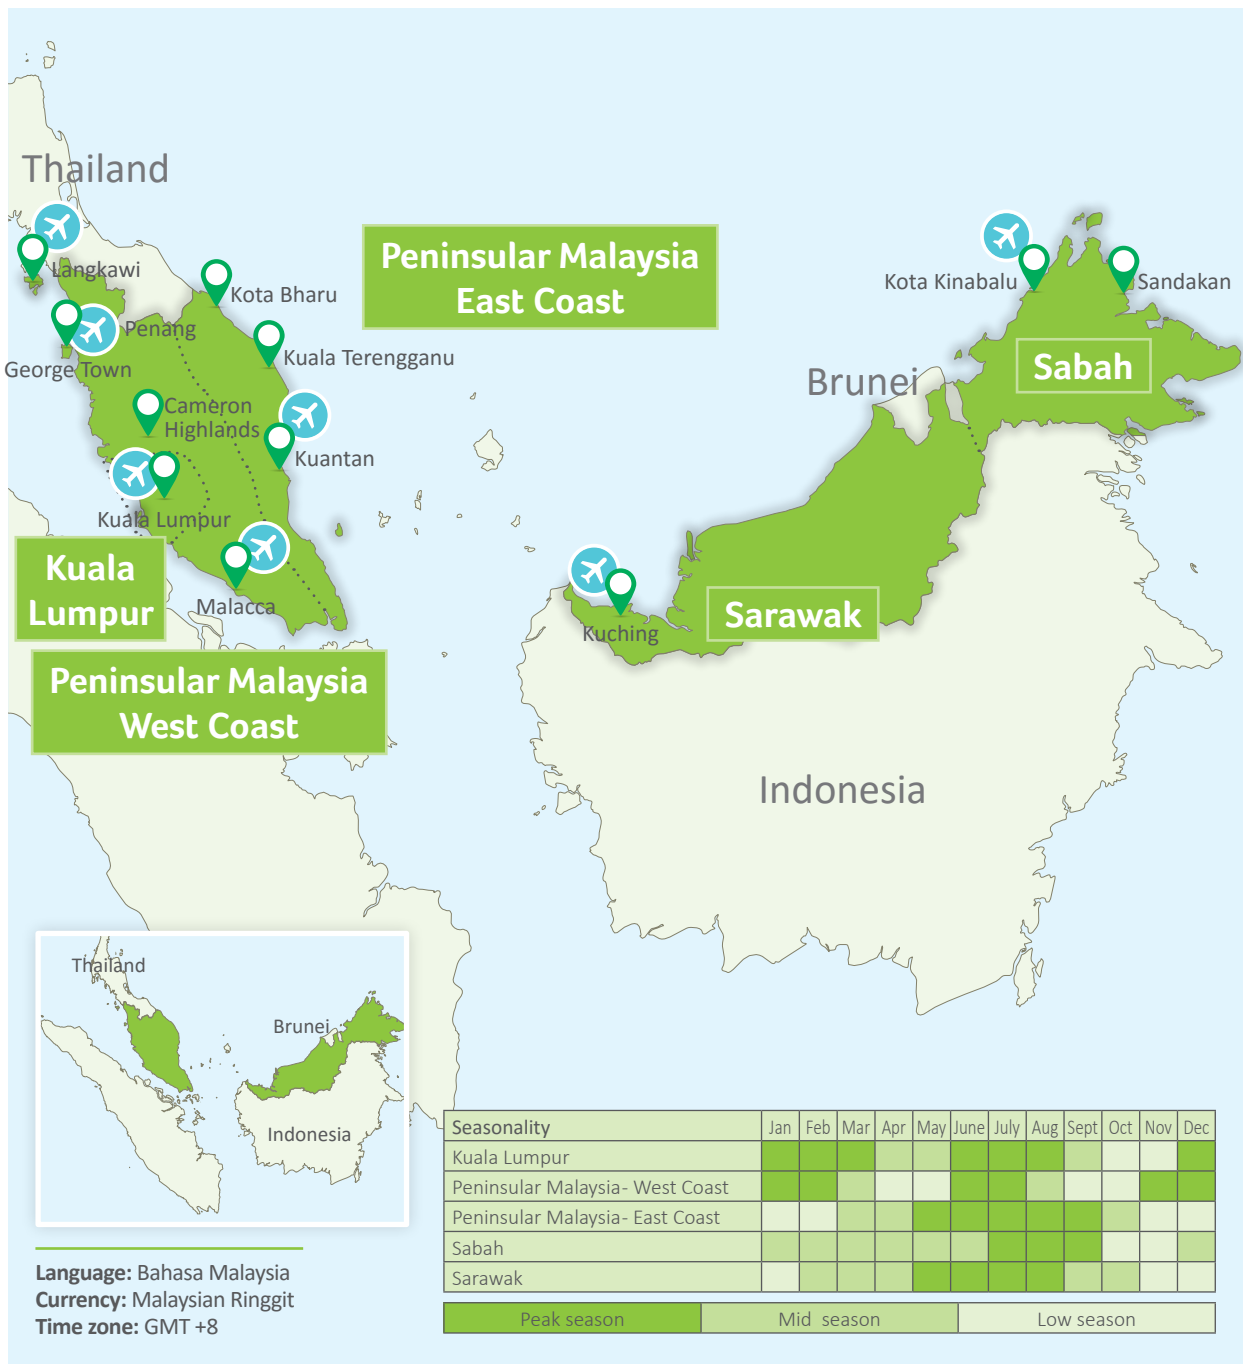 Thailand
Langkawi
Penang
George Town
Kota Bharu
Kuala Terengganu
Cameron
Highlands
Kuantan
Kuala Lumpur
Malacca
Peninsular Malaysia
East Coast
Kuala
Lumpur
Peninsular Malaysia
West Coast
Kota Kinabalu
Sandakan
Sabah
Brunei
Sarawak
Kuching
Indonesia
Thailand
Brunei
Indonesia
Language: Bahasa Malaysia
Currency: Malaysian Ringgit
Time zone: GMT +8
Seasonality Jan Feb Mar Apr May June July Aug Sept Oct Nov Dec
Kuala Lumpur
Peninsular Malaysia- West Coast
Peninsular Malaysia- East Coast
Sabah
Sarawak
Peak season Mid season Low season